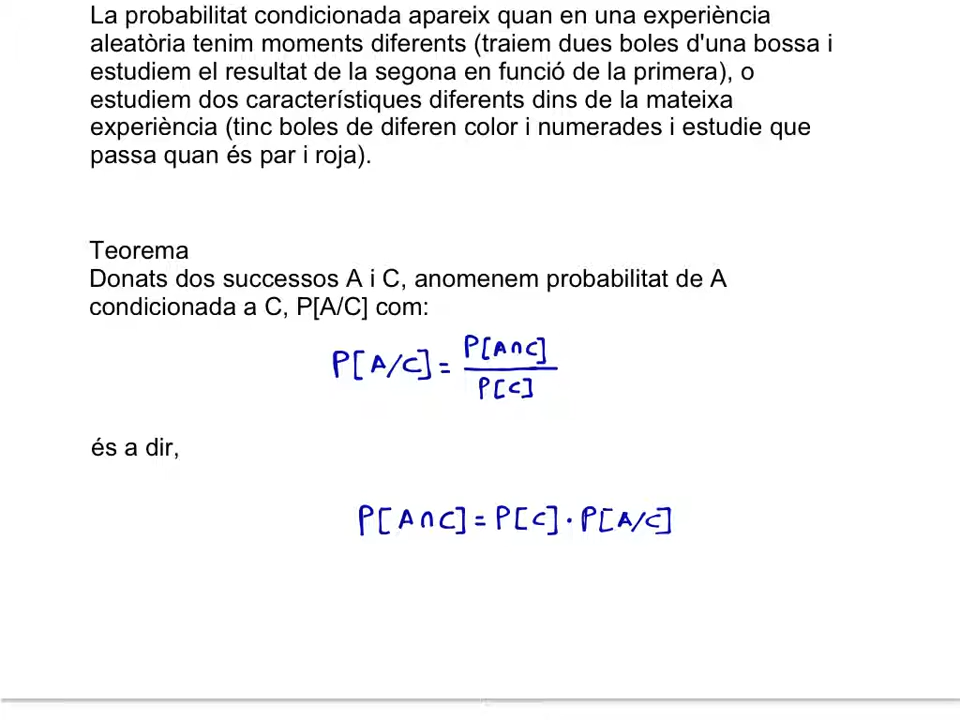 La probabilitat condicionada apareix quan en una experiència
aleatòria tenim moments diferents (traiem dues boles d'una bossa i
estudiem el resultat de la segona en funció de la primera), o
estudiem dos característiques diferents dins de la mateixa
experiència (tinc boles de diferen color i numerades i estudie que
passa quan és par i roja).
Teorema
Donats dos successos A i C, anomenem probabilitat de A
condicionada a C, P[A/C] com:
P[A/C] = P[A∩C] / P[C]
és a dir,
P[A∩C] = P[C] · P[A/C]